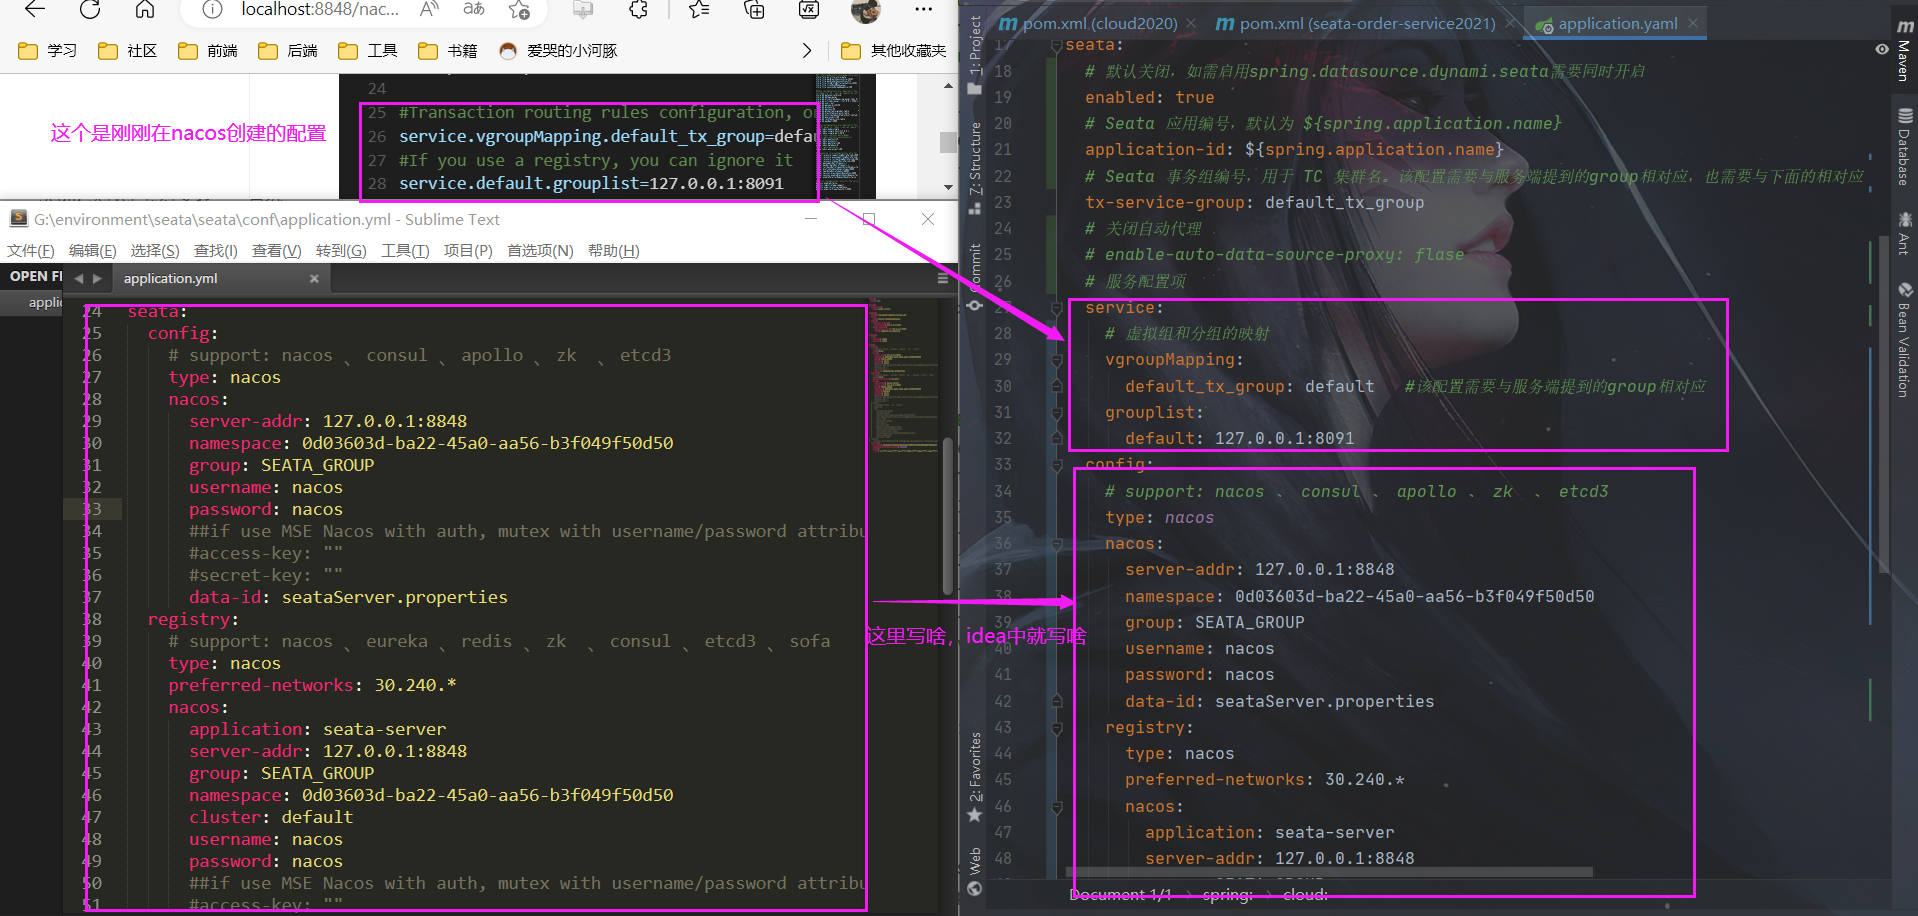 localhost:8848/nac...
学习
社区
前端
后端
工具
书籍
爱哭的小河豚
其他收藏夹
这个是刚刚在nacos创建的配置
24
25 #Transaction routing rules configuration, o
26 service.vgroupMapping.default_tx_group=defau
27 #If you use a registry, you can ignore it
28 service.default.grouplist=127.0.0.1:8091
G:\environment\seata\seata\conf\application.yml - Sublime Text
文件(F) 编辑(E) 选择(S) 查找(I) 查看(V) 转到(G) 工具(T) 项目(P) 首选项(N) 帮助(H)
OPEN FI
appli
application.yml
24 seata:
25 config:
26 # support: nacos 、 consul 、 apollo 、 zk  、 etcd3
27 type: nacos
28 nacos:
29 server-addr: 127.0.0.1:8848
30 namespace: 0d03603d-ba22-45a0-aa56-b3f049f50d50
31 group: SEATA_GROUP
32 username: nacos
33 password: nacos
34 ##if use MSE Nacos with auth, mutex with username/password attribu
35 #access-key: ""
36 #secret-key: ""
37 data-id: seataServer.properties
38 registry:
39 # support: nacos 、 eureka 、 redis 、 zk  、 consul 、 etcd3 、 sofa
40 type: nacos
41 preferred-networks: 30.240.*
42 nacos:
43 application: seata-server
44 server-addr: 127.0.0.1:8848
45 group: SEATA_GROUP
46 namespace: 0d03603d-ba22-45a0-aa56-b3f049f50d50
47 cluster: default
48 username: nacos
49 password: nacos
50 ##if use MSE Nacos with auth, mutex with username/password attribu
51 #access-key: ""
这里写啥，idea中就写啥
pom.xml (cloud2020)
pom.xml (seata-order-service2021)
application.yaml
1: Project
7: Structure
Commit
2: Favorites
Web
17 seata:
18 # 默认关闭，如需启用spring.datasource.dynami.seata需要同时开启
19 enabled: true
20 # Seata 应用编号，默认为 ${spring.application.name}
21 application-id: ${spring.application.name}
22 # Seata 事务组编号，用于 TC 集群名。该配置需要与服务端提到的group相对应，也需要与下面的相对应
23 tx-service-group: default_tx_group
24 # 关闭自动代理
25 # enable-auto-data-source-proxy: flase
26 # 服务配置项
27 service:
28 # 虚拟组和分组的映射
29 vgroupMapping:
30 default_tx_group: default   #该配置需要与服务端提到的group相对应
31 grouplist:
32 default: 127.0.0.1:8091
33 config:
34 # support: nacos 、 consul 、 apollo 、 zk  、 etcd3
35 type: nacos
36 nacos:
37 server-addr: 127.0.0.1:8848
38 namespace: 0d03603d-ba22-45a0-aa56-b3f049f50d50
39 group: SEATA_GROUP
40 username: nacos
41 password: nacos
42 data-id: seataServer.properties
43 registry:
44 type: nacos
45 preferred-networks: 30.240.*
46 nacos:
47 application: seata-server
48 server-addr: 127.0.0.1:8848
Document 1/1 › spring: › cloud:
Maven
Database
Ant
Bean Validation